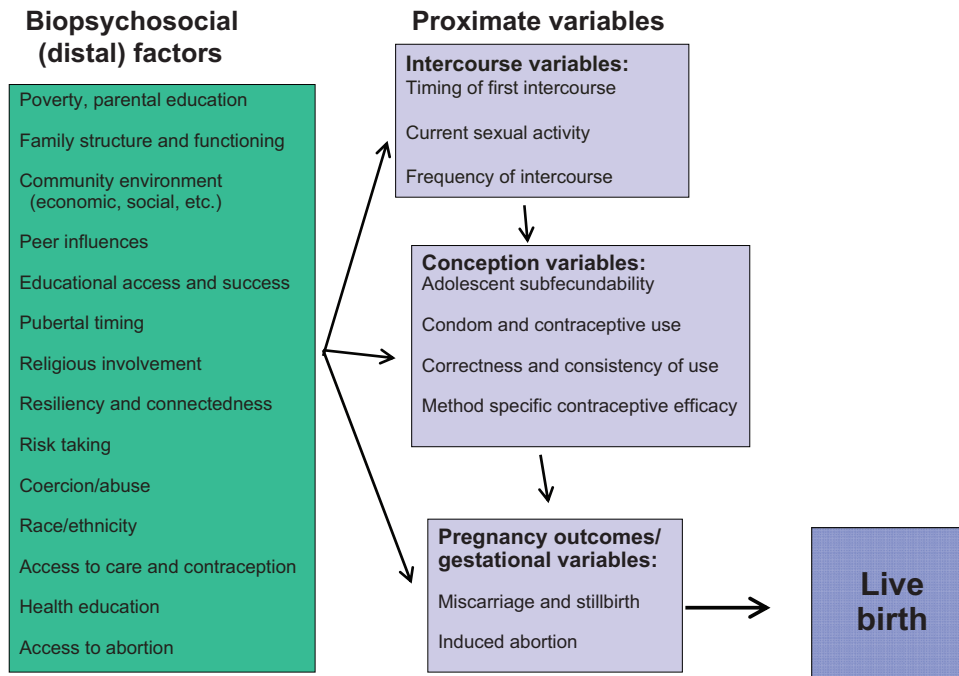 Biopsychosocial
(distal) factors
Poverty, parental education
Family structure and functioning
Community environment
(economic, social, etc.)
Peer influences
Educational access and success
Pubertal timing
Religious involvement
Resiliency and connectedness
Risk taking
Coercion/abuse
Race/ethnicity
Access to care and contraception
Health education
Access to abortion
Proximate variables
Intercourse variables:
Timing of first intercourse
Current sexual activity
Frequency of intercourse
Conception variables:
Adolescent subfecundability
Condom and contraceptive use
Correctness and consistency of use
Method specific contraceptive efficacy
Pregnancy outcomes/
gestational variables:
Miscarriage and stillbirth
Induced abortion
Live
birth